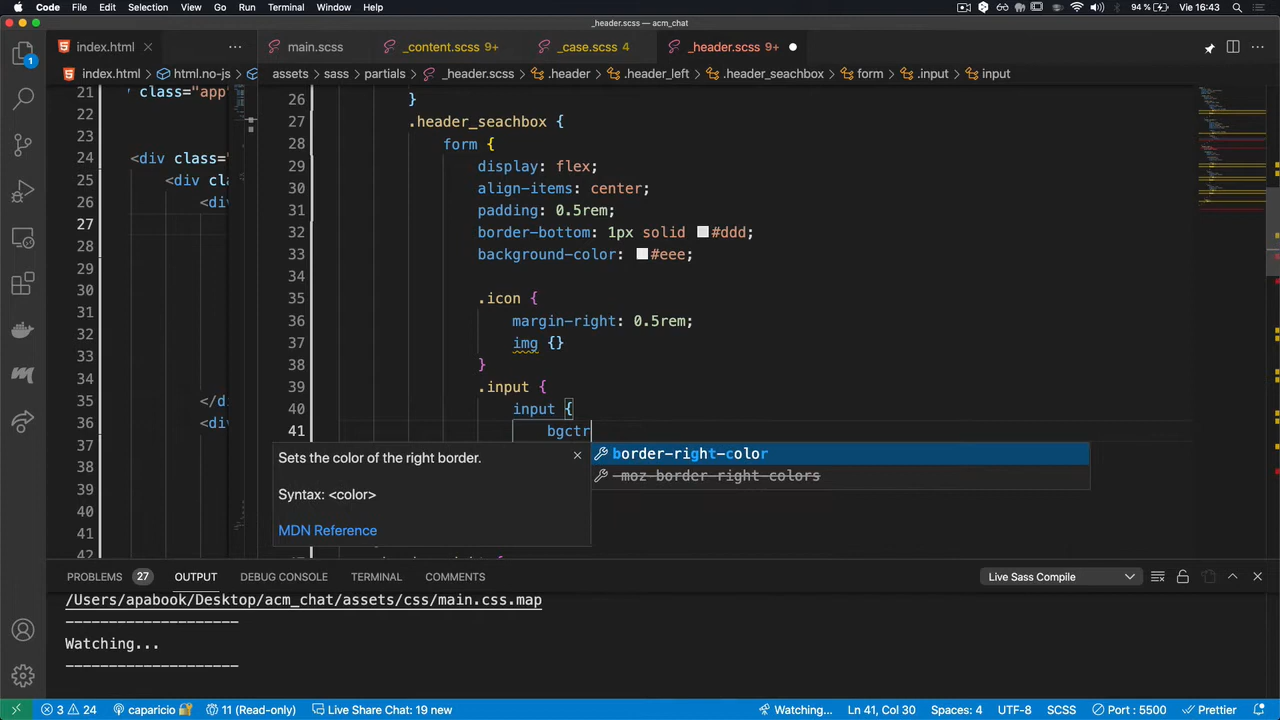 Code File Edit Selection View Go Run Terminal Window Help 94 % Vie 16:43
_header.scss — acm_chat
index.html main.scss _content.scss 9+ _case.scss 4 _header.scss 9+
index.html html.no-js assets sass partials _header.scss .header .header_left .header_seachbox form .input input
21 class="app"
22
23
24 <div class="
25 <div cla
26 <div
27
28
29
30
31
32
33
34
35 </di
36 <div
37
38
39
40
41
42
26 }
27 .header_seachbox {
28 form {
29 display: flex;
30 align-items: center;
31 padding: 0.5rem;
32 border-bottom: 1px solid #ddd;
33 background-color: #eee;
34
35 .icon {
36 margin-right: 0.5rem;
37 img {}
38 }
39 .input {
40 input {
41 bgctr
border-right-color
-moz-border-right-colors
Sets the color of the right border.
Syntax: <color>
MDN Reference
PROBLEMS 27 OUTPUT DEBUG CONSOLE TERMINAL COMMENTS Live Sass Compile
/Users/apabook/Desktop/acm_chat/assets/css/main.css.map
--------------------
Watching...
--------------------
3 24 caparicio 11 (Read-only) Live Share Chat: 19 new Watching... Ln 41, Col 30 Spaces: 4 UTF-8 LF SCSS Port : 5500 Prettier